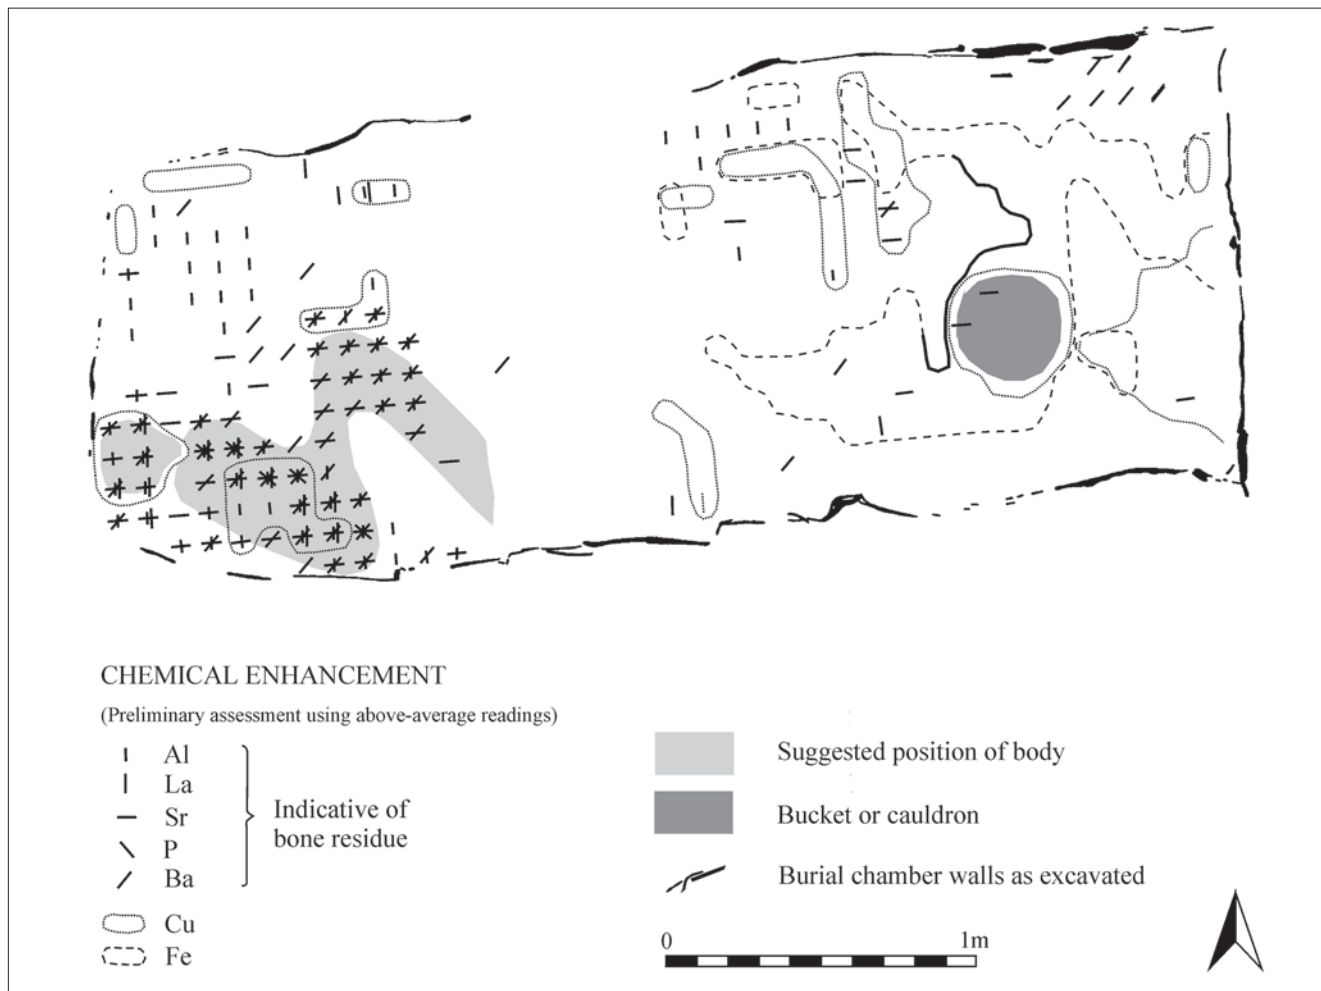 CHEMICAL ENHANCEMENT
(Preliminary assessment using above-average readings)
Al
La
Sr
P
Ba
Indicative of
bone residue
Cu
Fe
Suggested position of body
Bucket or cauldron
Burial chamber walls as excavated
0 1m